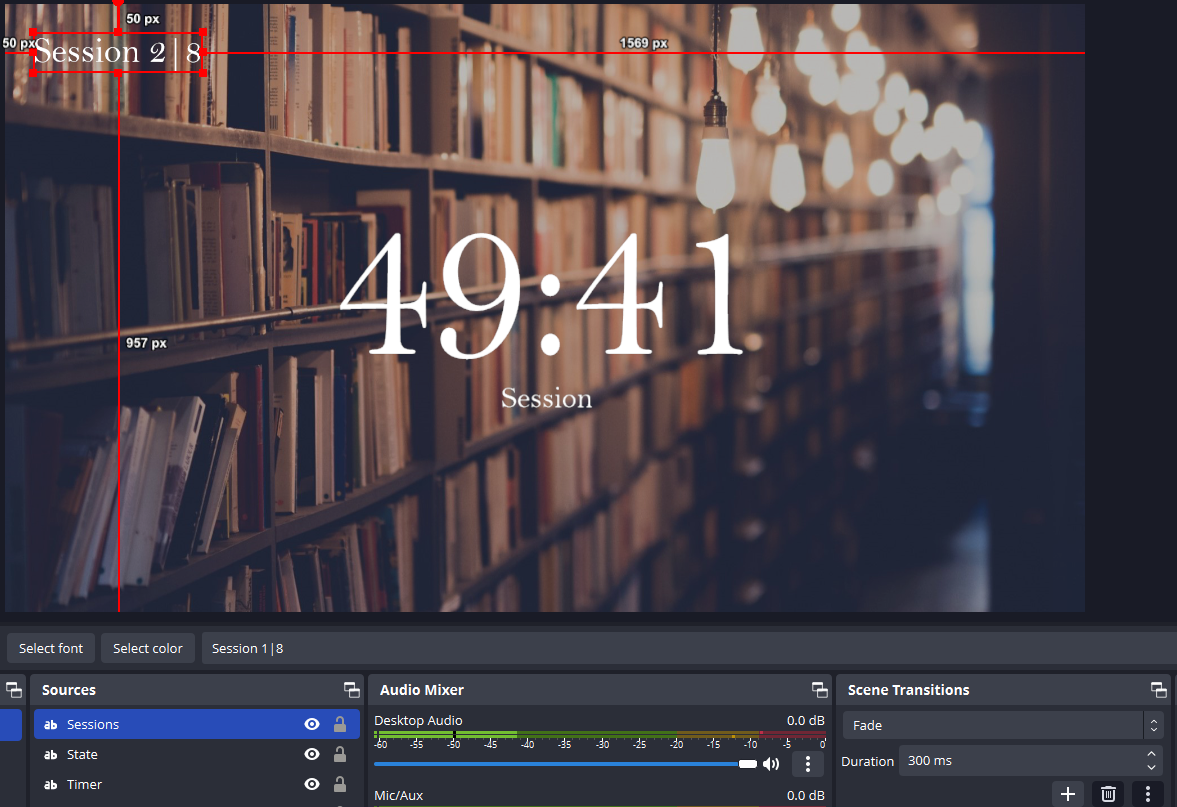 50 px
50 px
Session 2|8
1569 px
49:41
957 px
Session
Select font
Select color
Session 1|8
Sources
Audio Mixer
Scene Transitions
ab Sessions
Desktop Audio
0.0 dB
Fade
-60 -55 -50 -45 -40 -35 -30 -25 -20 -15 -10 -5 0
ab State
Duration
300 ms
ab Timer
Mic/Aux
0.0 dB